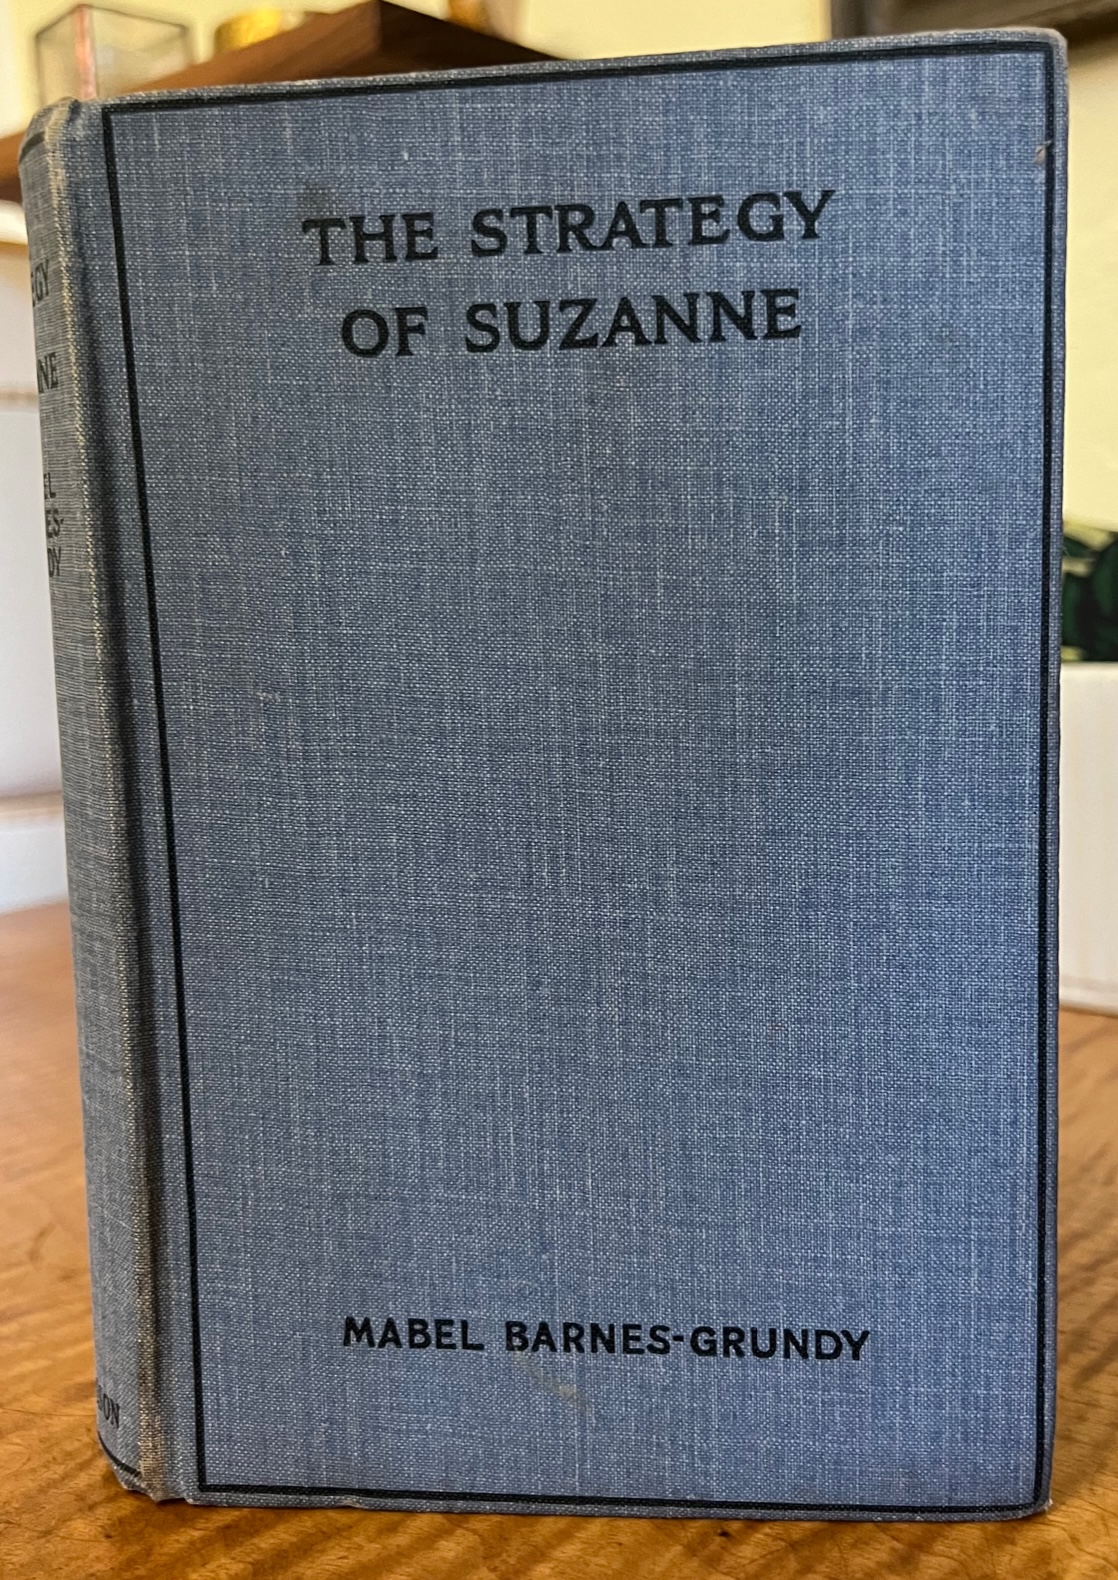 THE STRATEGY
OF SUZANNE
MABEL BARNES-GRUNDY